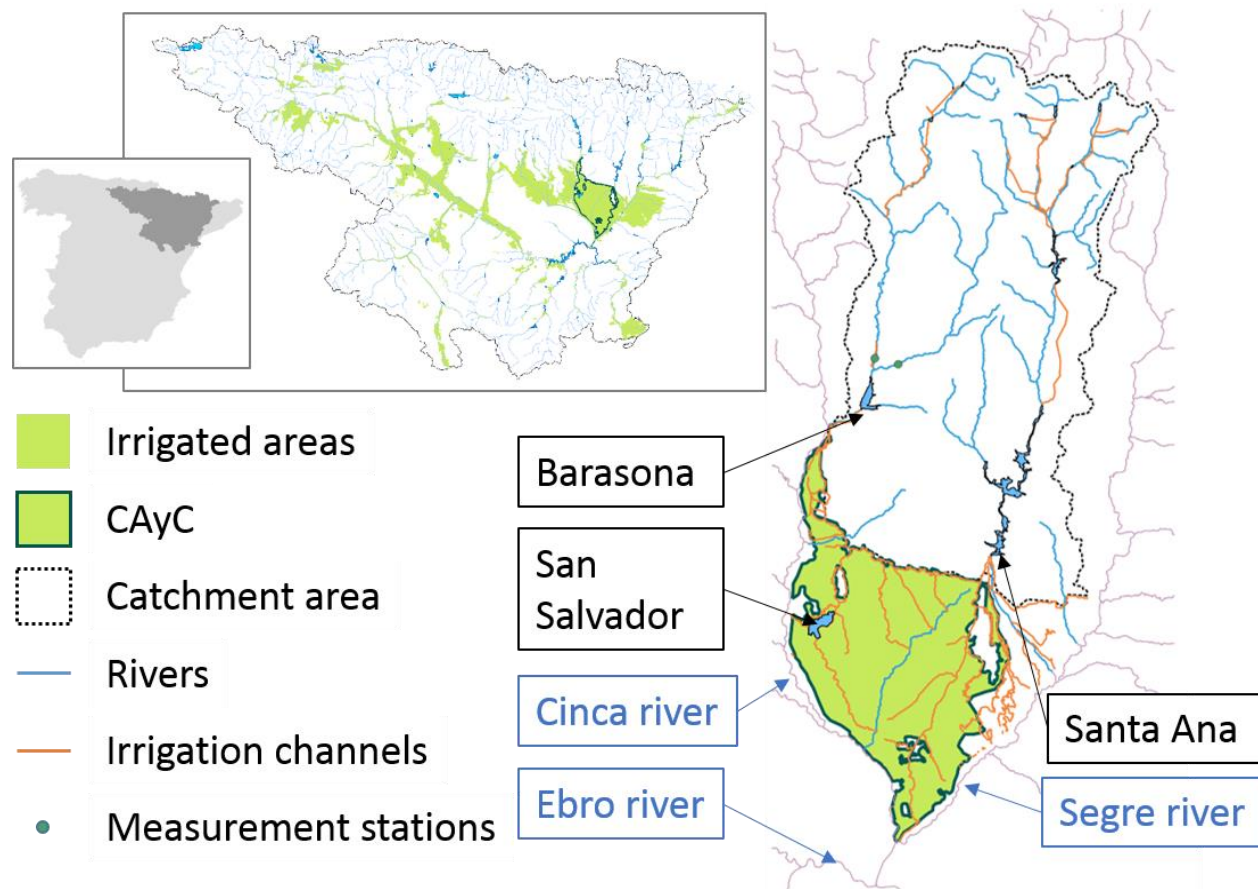 Irrigated areas
CAyC
Catchment area
Rivers
Irrigation channels
Measurement stations
Barasona
San
Salvador
Cinca river
Ebro river
Santa Ana
Segre river